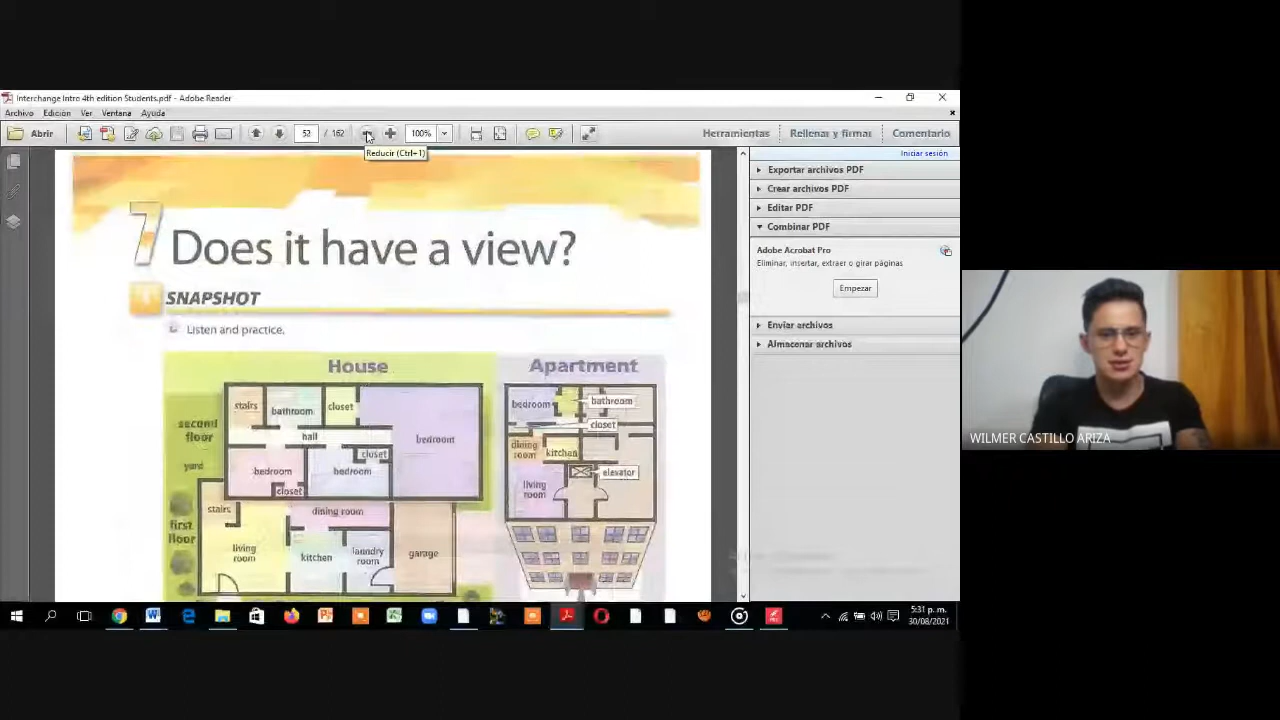 Interchange Intro 4th edition Students.pdf - Adobe Reader
Archivo Edición Ver Ventana Ayuda
Abrir 52 / 162 100% Herramientas Rellenar y firmar Comentario
Reducir (Ctrl+1)
Iniciar sesión
Exportar archivos PDF
Crear archivos PDF
Editar PDF
Combinar PDF
Adobe Acrobat Pro
Eliminar, insertar, extraer o girar páginas
Empezar
Enviar archivos
Almacenar archivos
7 Does it have a view?
1 SNAPSHOT
Listen and practice.
House
second
floor
yard
first
floor
stairs
bathroom
closet
hall
bedroom
closet
bedroom
bedroom
closet
stairs
dining room
living
room
kitchen
laundry
room
garage
Apartment
bedroom
bathroom
closet
dining
room
kitchen
elevator
living
room
WILMER CASTILLO ARIZA
5:31 p. m.
30/08/2021